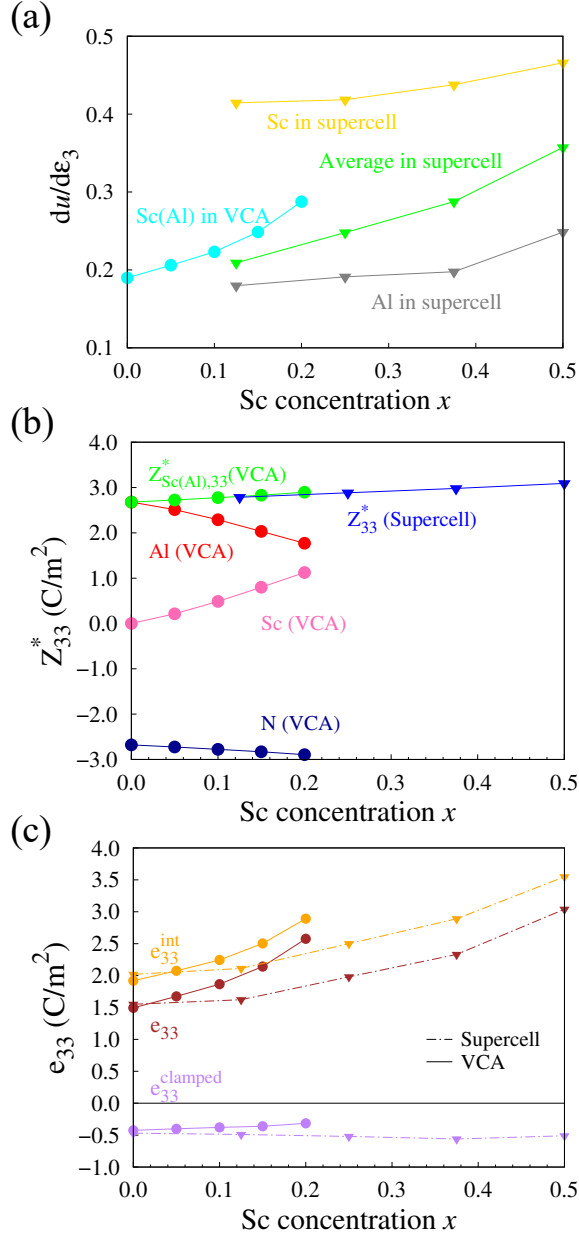 (a)
0.5
0.4
0.3
0.2
0.1
du/dε₃
Sc in supercell
Average in supercell
Sc(Al) in VCA
Al in supercell
0.0 0.1 0.2 0.3 0.4 0.5
Sc concentration x
(b)
4.0
3.0
2.0
1.0
0.0
−1.0
−2.0
−3.0
Z*₃₃ (C/m²)
Z*Sc(Al),33(VCA)
Z*₃₃ (Supercell)
Al (VCA)
Sc (VCA)
N (VCA)
0.0 0.1 0.2 0.3 0.4 0.5
Sc concentration x
(c)
4.0
3.5
3.0
2.5
2.0
1.5
1.0
0.5
0.0
−0.5
−1.0
e₃₃ (C/m²)
e₃₃^int
e₃₃
Supercell
VCA
e₃₃^clamped
0.0 0.1 0.2 0.3 0.4 0.5
Sc concentration x